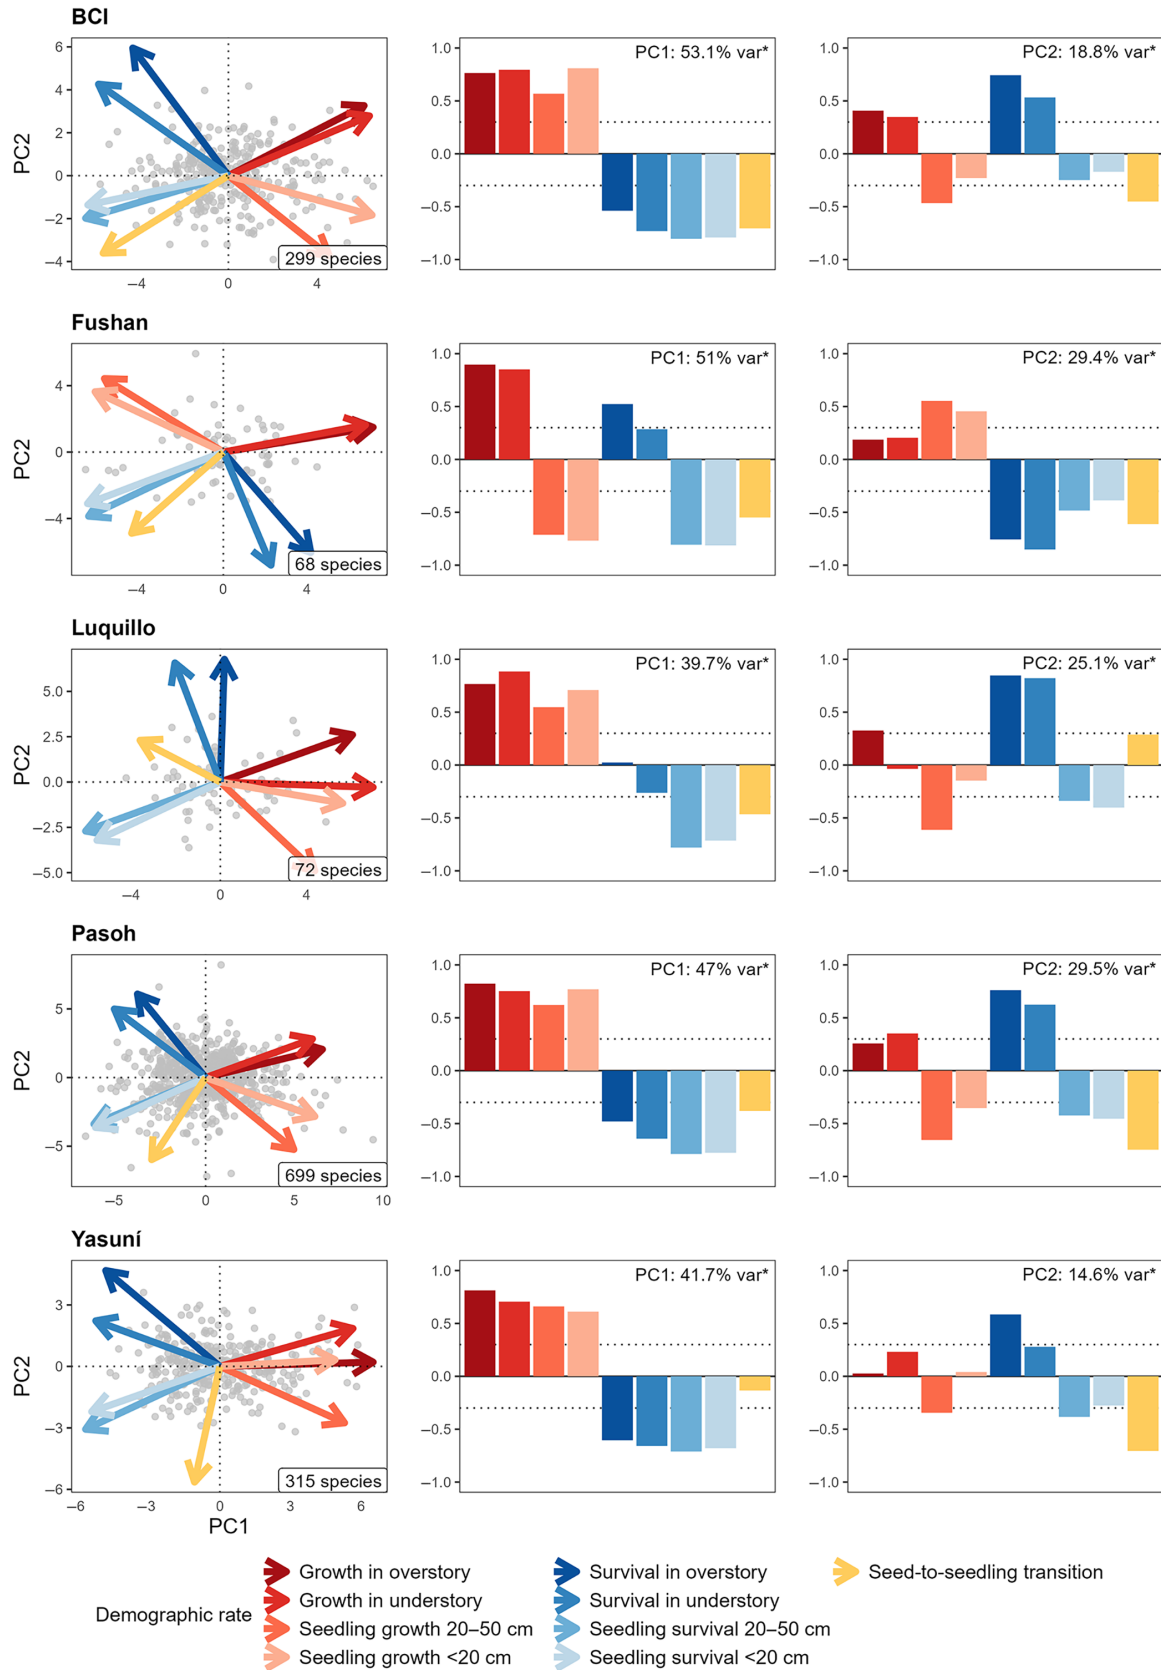 BCI
PC1: 53.1% var*
PC2: 18.8% var*
PC2
6
4
2
0
−2
−4
−4
0
4
299 species
1.0
0.5
0.0
−0.5
−1.0
1.0
0.5
0.0
−0.5
−1.0
Fushan
PC1: 51% var*
PC2: 29.4% var*
PC2
4
0
−4
−4
0
4
68 species
1.0
0.5
0.0
−0.5
−1.0
1.0
0.5
0.0
−0.5
−1.0
Luquillo
PC1: 39.7% var*
PC2: 25.1% var*
PC2
5.0
2.5
0.0
−2.5
−5.0
−4
0
4
72 species
1.0
0.5
0.0
−0.5
−1.0
1.0
0.5
0.0
−0.5
−1.0
Pasoh
PC1: 47% var*
PC2: 29.5% var*
PC2
5
0
−5
−5
0
5
10
699 species
1.0
0.5
0.0
−0.5
−1.0
1.0
0.5
0.0
−0.5
−1.0
Yasuní
PC1: 41.7% var*
PC2: 14.6% var*
PC2
3
0
−3
−6
−6
−3
0
3
6
315 species
PC1
1.0
0.5
0.0
−0.5
−1.0
1.0
0.5
0.0
−0.5
−1.0
Demographic rate
Growth in overstory
Growth in understory
Seedling growth 20–50 cm
Seedling growth <20 cm
Survival in overstory
Survival in understory
Seedling survival 20–50 cm
Seedling survival <20 cm
Seed-to-seedling transition